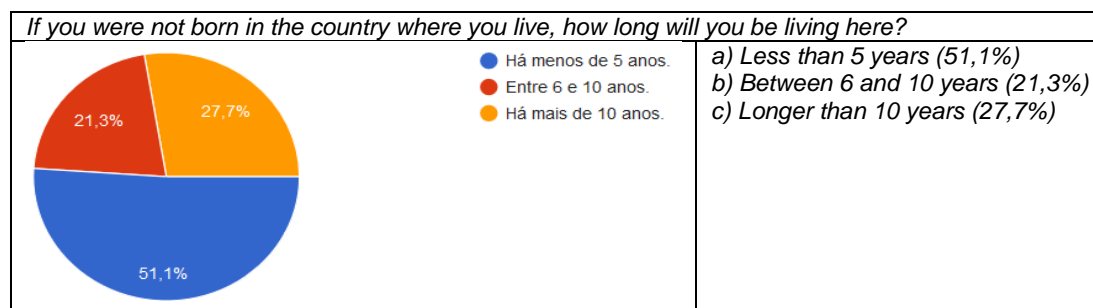 If you were not born in the country where you live, how long will you be living here?
Há menos de 5 anos.
Entre 6 e 10 anos.
Há mais de 10 anos.
21,3%
27,7%
51,1%
a) Less than 5 years (51,1%)
b) Between 6 and 10 years (21,3%)
c) Longer than 10 years (27,7%)